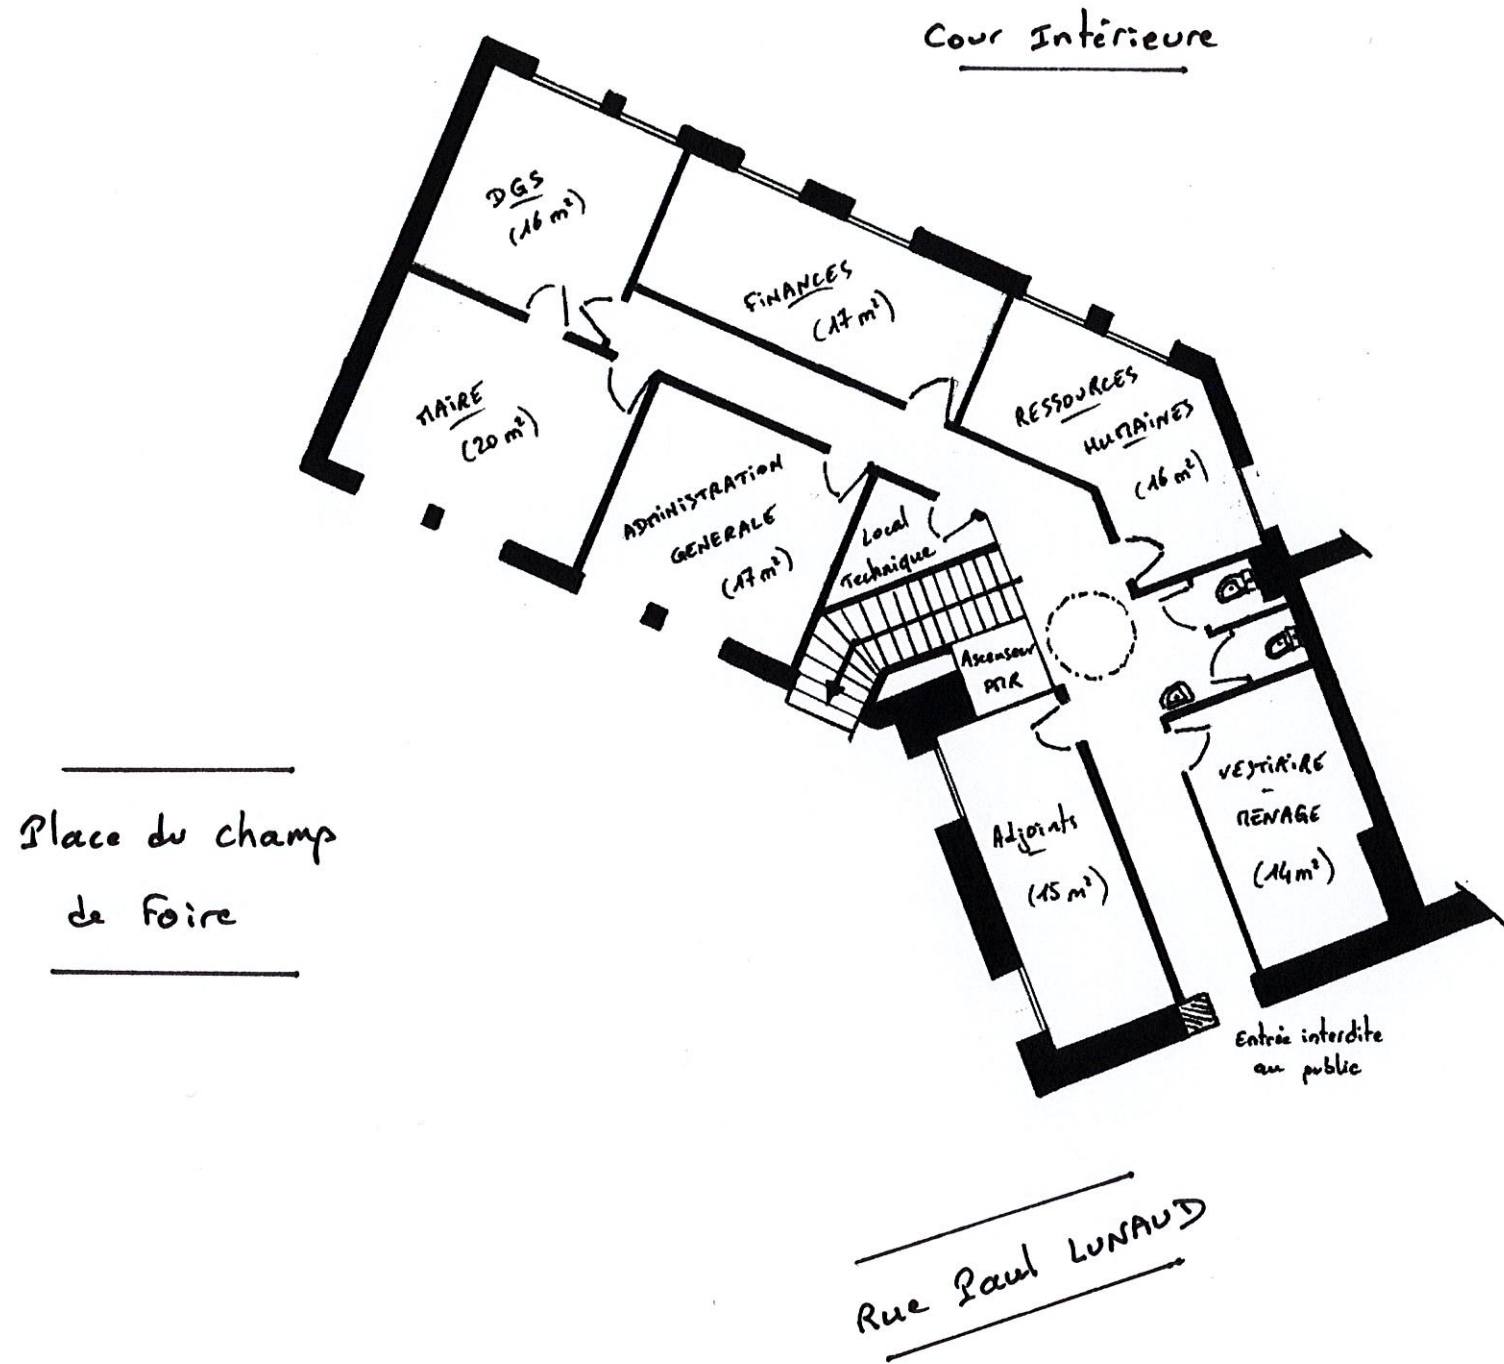 Cour Intérieure
DGS
(16 m²)
FINANCES
(17 m²)
RESSOURCES
HUMAINES
(16 m²)
MAIRE
(20 m²)
ADMINISTRATION
GENERALE
(17 m²)
Local
Technique
Ascenseur
PMR
Adjoints
(15 m²)
VESTIAIRE
-
MENAGE
(14 m²)
Place du champ
de Foire
Entrée interdite
au public
Rue Paul LUNAUD